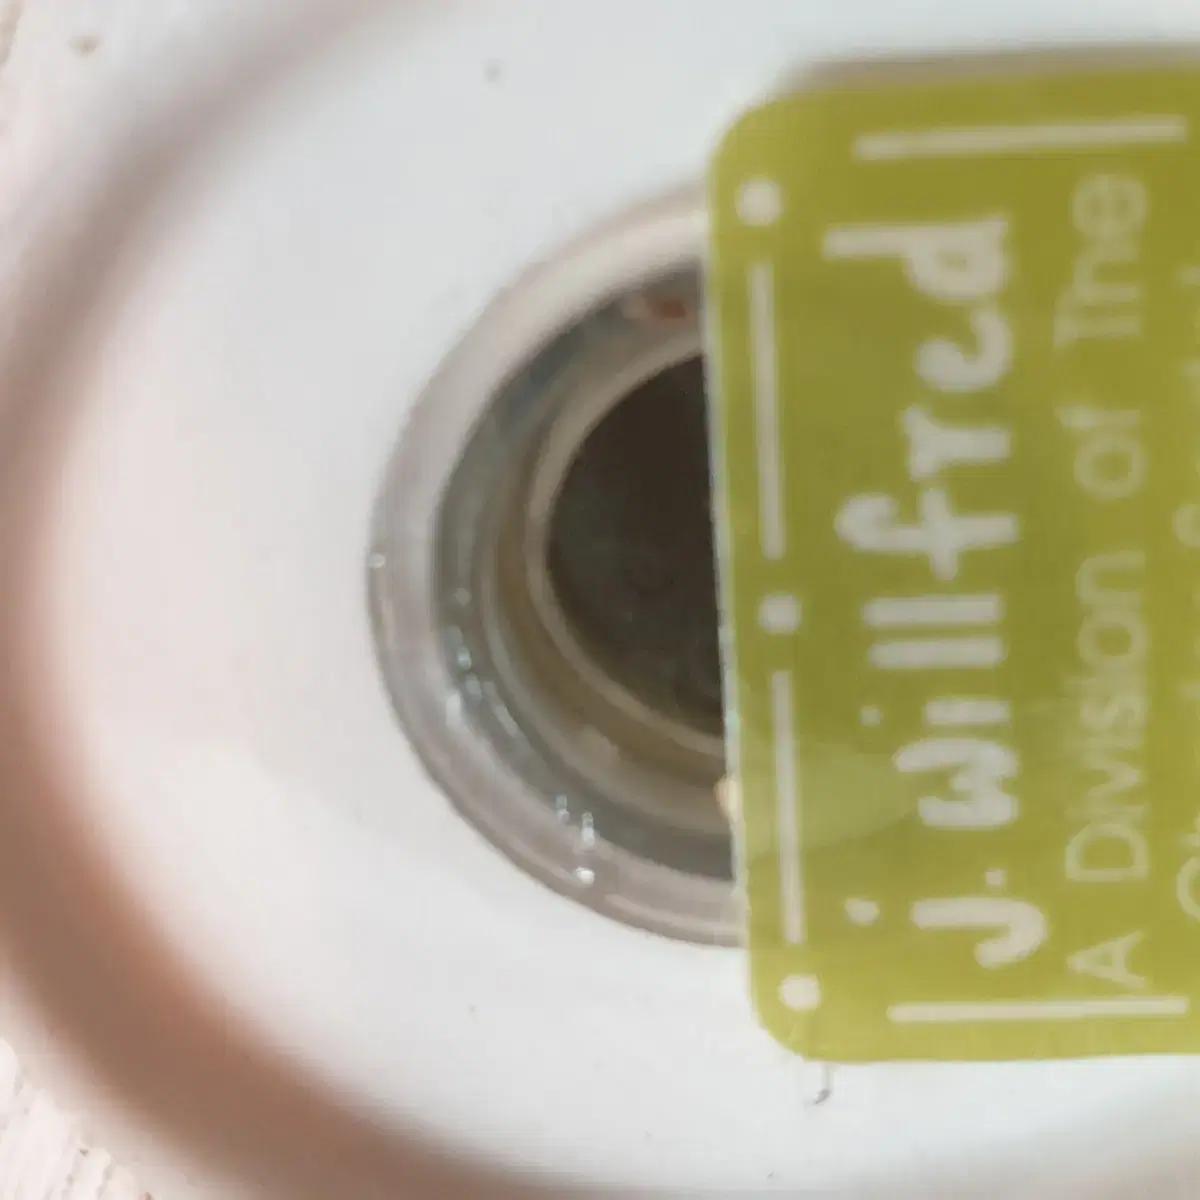 j. willfred
A Division of The